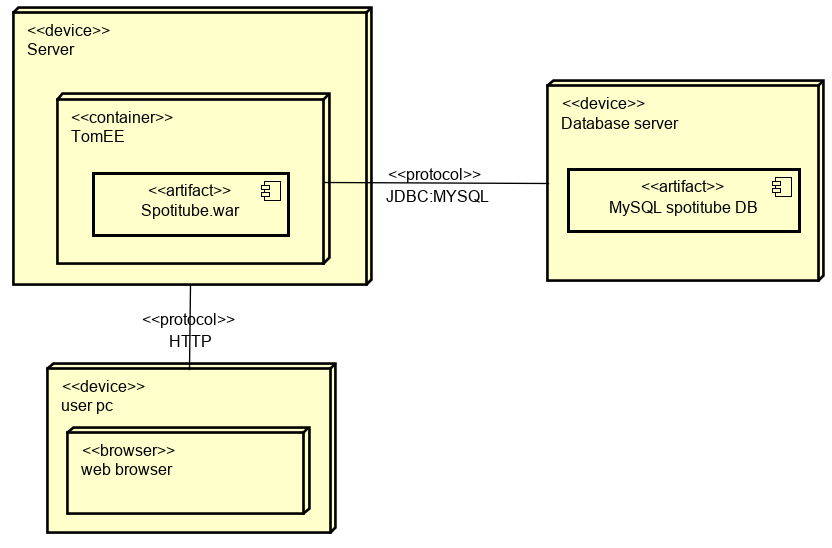 <<device>>
Server
<<container>>
TomEE
<<artifact>>
Spotitube.war
<<protocol>>
JDBC:MYSQL
<<device>>
Database server
<<artifact>>
MySQL spotitube DB
<<protocol>>
HTTP
<<device>>
user pc
<<browser>>
web browser